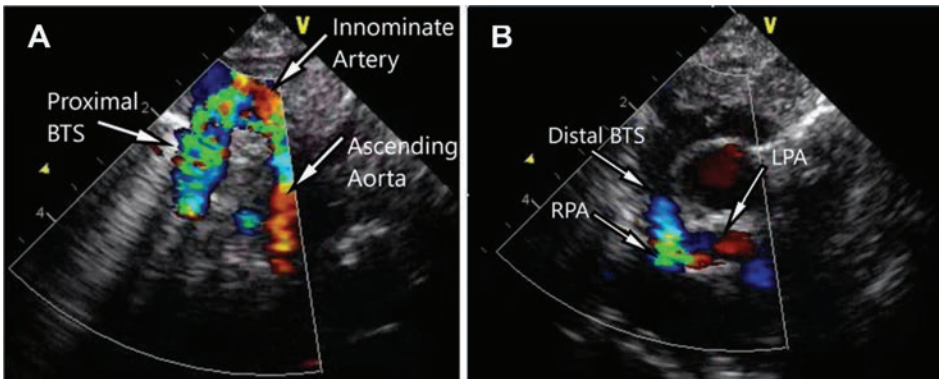 A
V
Innominate
Artery
Proximal
BTS
2
Ascending
Aorta
4
B
V
2
Distal BTS
LPA
RPA
4